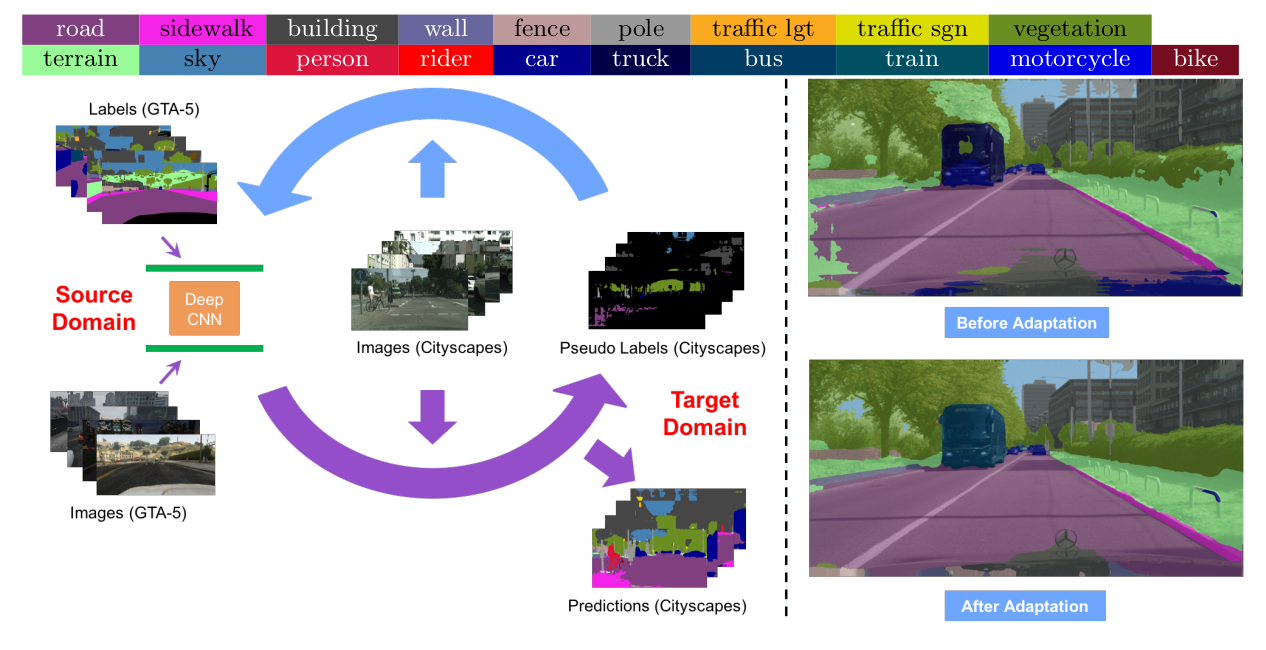 road sidewalk building wall fence pole traffic lgt traffic sgn vegetation
terrain sky person rider car truck bus train motorcycle bike
Labels (GTA-5)
Source
Domain
Deep
CNN
Images (GTA-5)
Images (Cityscapes)
Pseudo Labels (Cityscapes)
Target
Domain
Predictions (Cityscapes)
Before Adaptation
After Adaptation